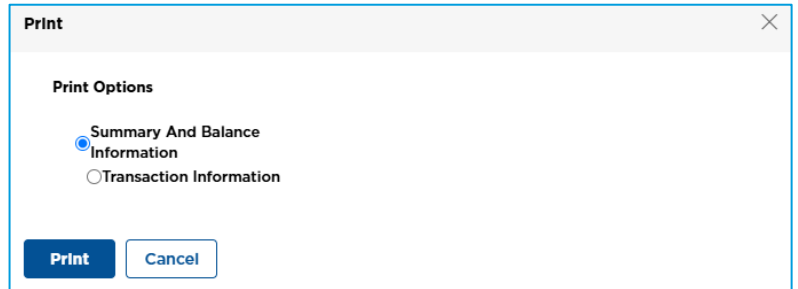 Print
Print Options
Summary And Balance
Information
Transaction Information
Print
Cancel